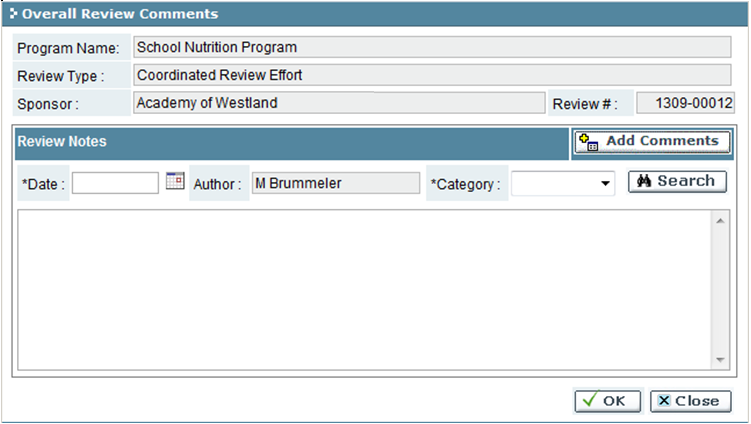 Overall Review Comments
Program Name: School Nutrition Program
Review Type : Coordinated Review Effort
Sponsor : Academy of Westland Review # : 1309-00012
Review Notes Add Comments
*Date : Author : M Brummeler *Category : Search
OK Close